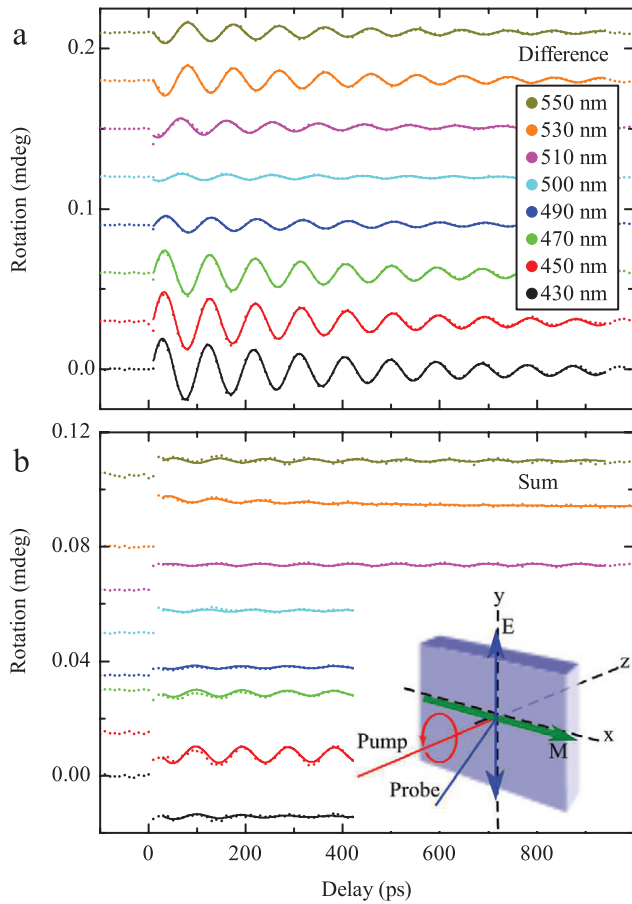 a
0.2
0.1
0.0
Rotation (mdeg)
Difference
550 nm
530 nm
510 nm
500 nm
490 nm
470 nm
450 nm
430 nm
b
0.12
0.08
0.04
0.00
Rotation (mdeg)
Sum
y
E
z
x
M
Pump
Probe
0 200 400 600 800
Delay (ps)